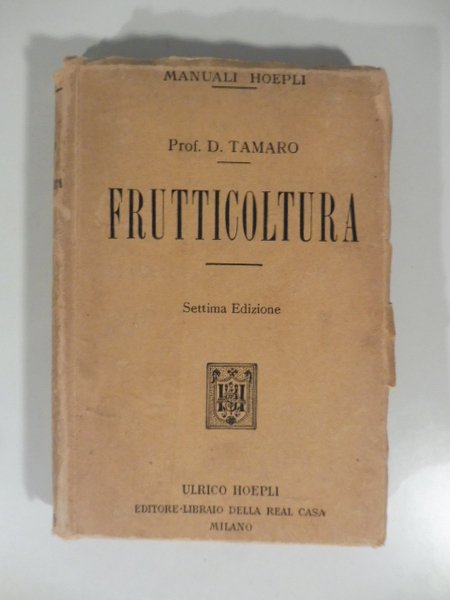 MANUALI HOEPLI
Prof. D. TAMARO
FRUTTICOLTURA
Settima Edizione
ULRICO HOEPLI
EDITORE-LIBRAIO DELLA REAL CASA
MILANO